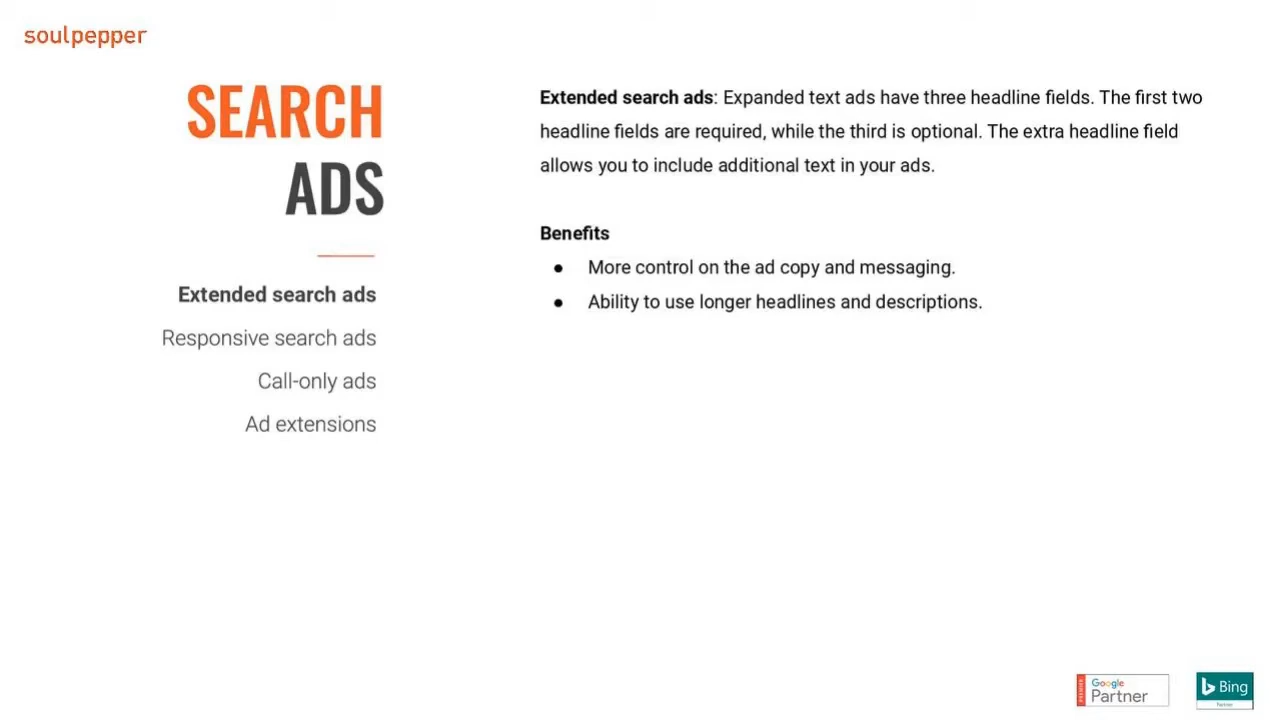 soulpepper
SEARCH
ADS
Extended search ads
Responsive search ads
Call-only ads
Ad extensions
Extended search ads: Expanded text ads have three headline fields. The first two
headline fields are required, while the third is optional. The extra headline field
allows you to include additional text in your ads.
Benefits
● More control on the ad copy and messaging.
● Ability to use longer headlines and descriptions.
PREMIER
Google
Partner
Bing
Partner